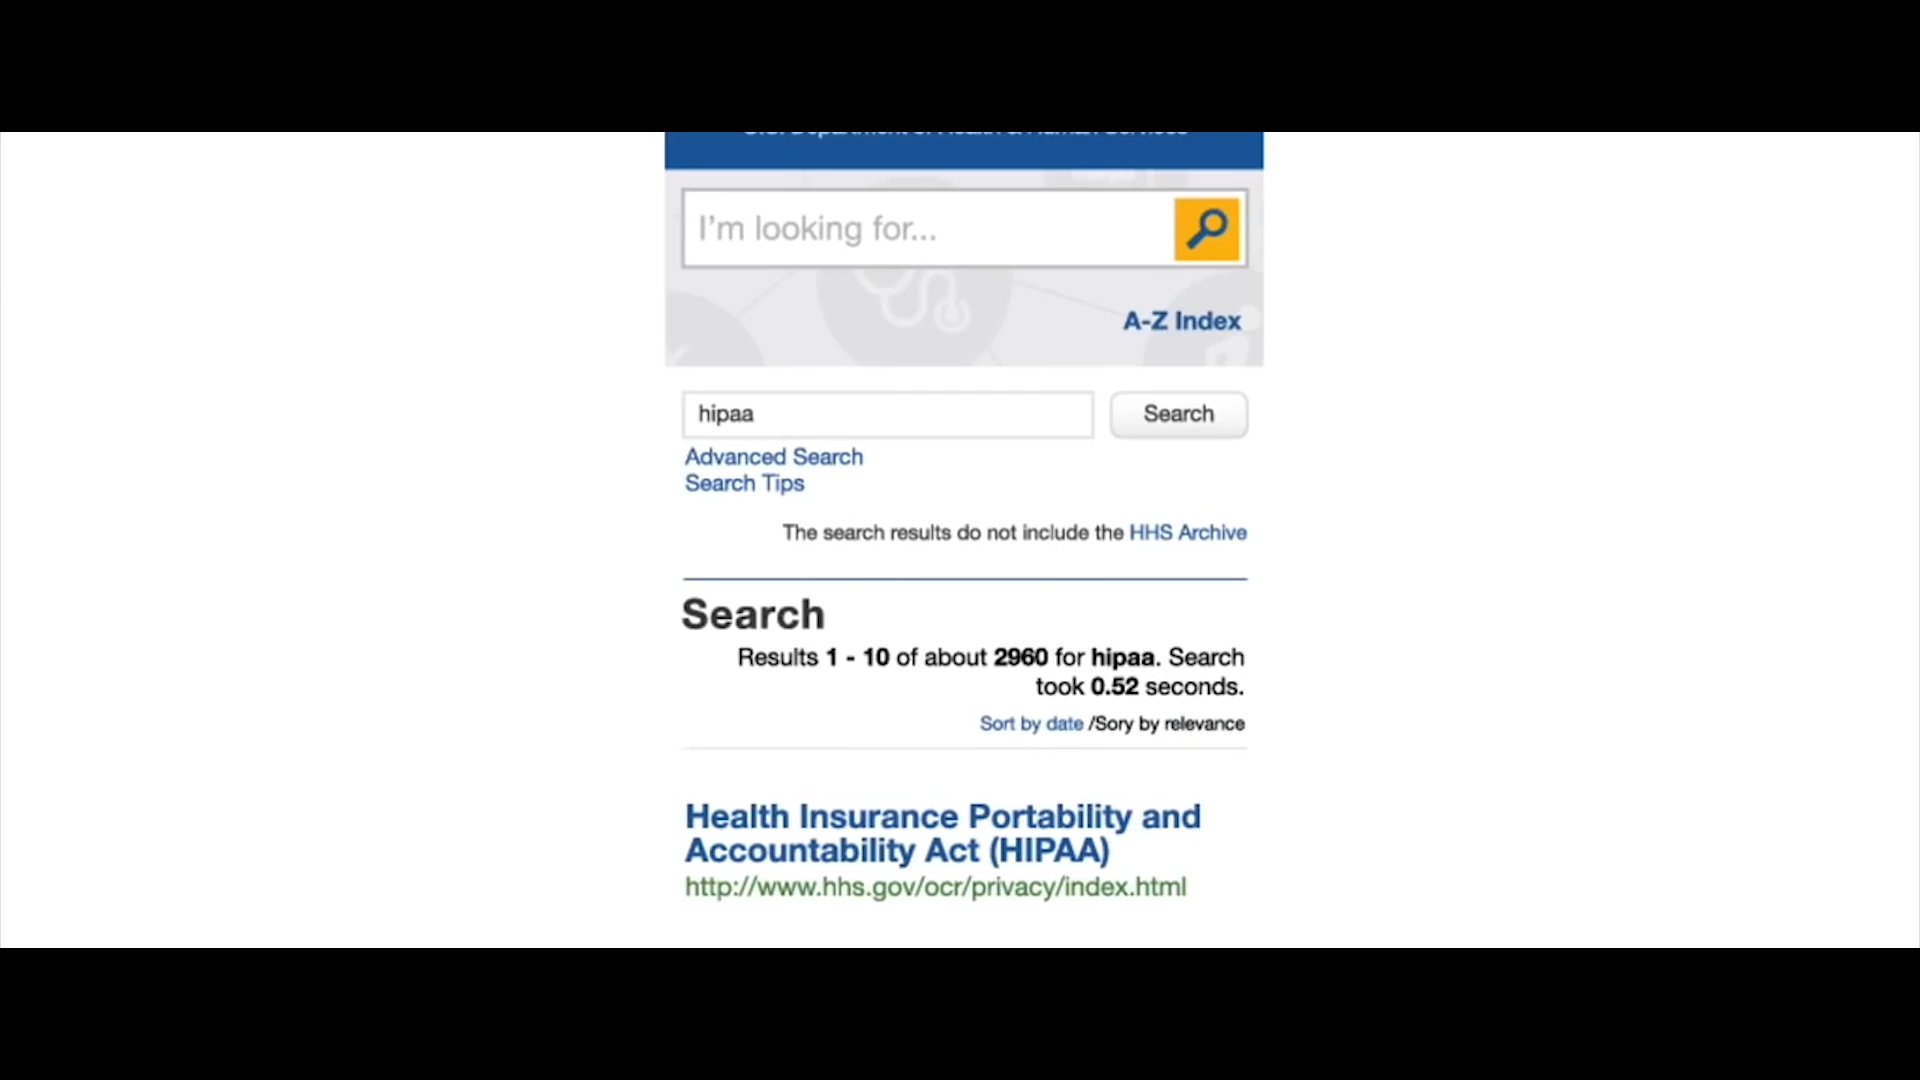 I'm looking for...
A-Z Index
hipaa
Search
Advanced Search
Search Tips
The search results do not include the HHS Archive
Search
Results 1 - 10 of about 2960 for hipaa. Search
took 0.52 seconds.
Sort by date /Sory by relevance
Health Insurance Portability and
Accountability Act (HIPAA)
http://www.hhs.gov/ocr/privacy/index.html